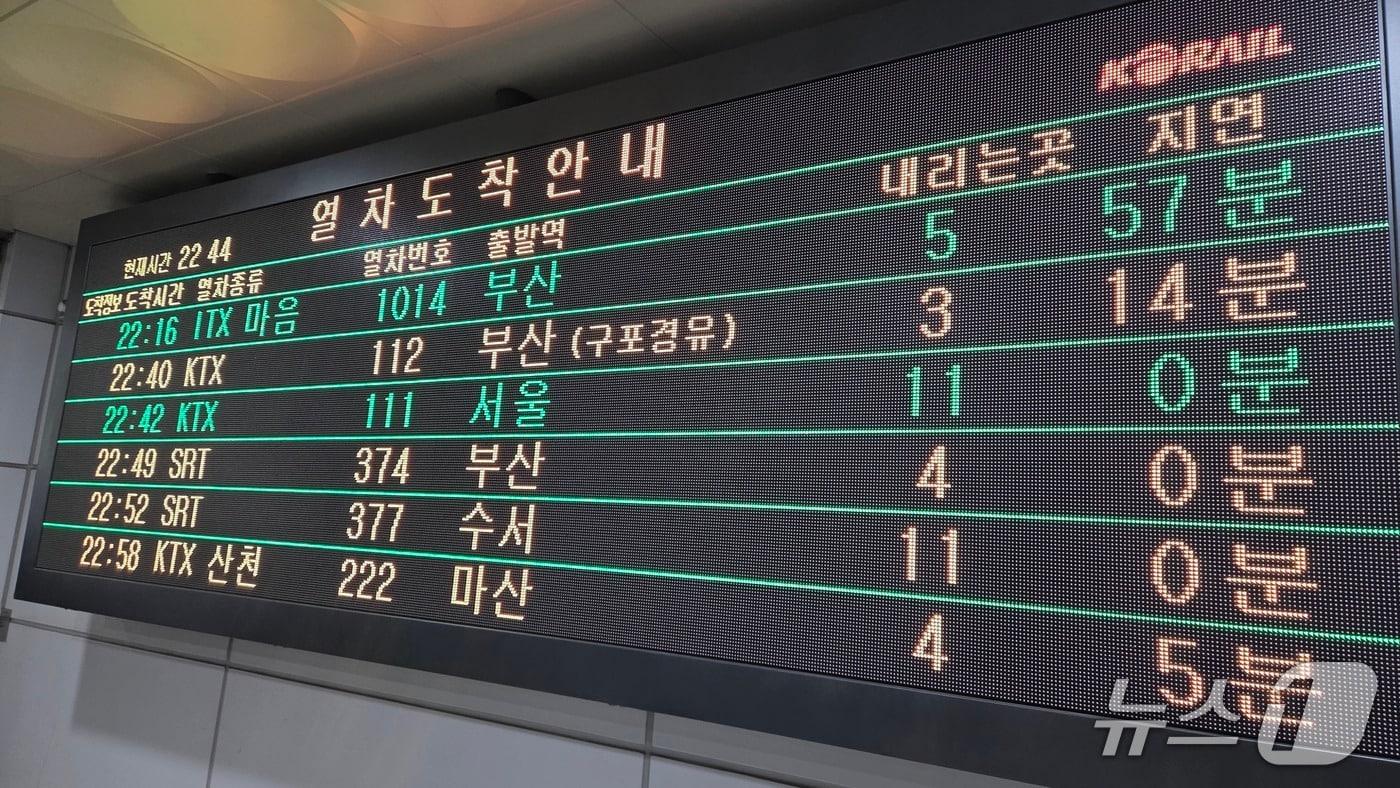 KORAIL
열차도착안내
현재시간 22 44
도착정보 도착시간 열차종류 열차번호 출발역 내리는곳 지연
22:16 ITX 마음 1014 부산 5 57분
22:40 KTX 112 부산(구포경유) 3 14분
22:42 KTX 111 서울 11 0분
22:49 SRT 374 부산 4 0분
22:52 SRT 377 수서 11 0분
22:58 KTX 산천 222 마산 4 5분
뉴스1